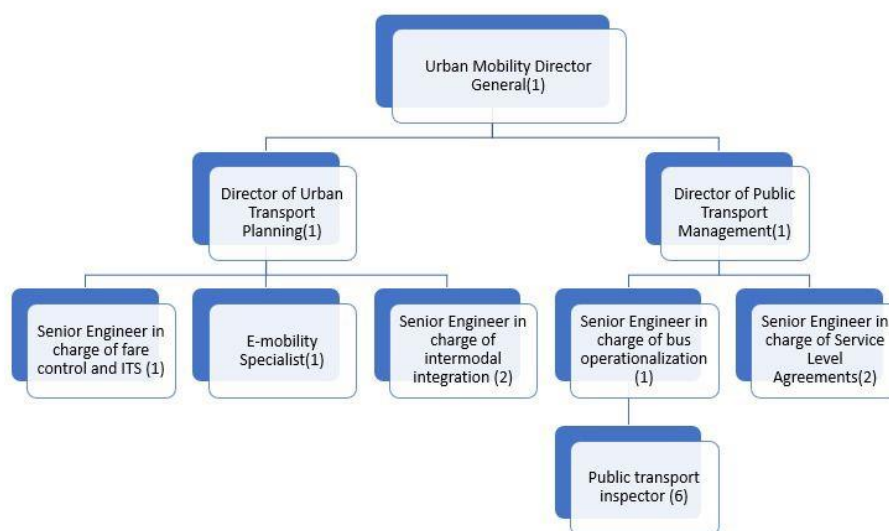 Urban Mobility Director
General(1)
Director of Urban
Transport
Planning(1)
Director of Public
Transport
Management(1)
Senior Engineer in
charge of fare
control and ITS (1)
E-mobility
Specialist(1)
Senior Engineer in
charge of
intermodal
integration (2)
Senior Engineer in
charge of bus
operationalization
(1)
Senior Engineer in
charge of Service
Level
Agreements(2)
Public transport
inspector (6)